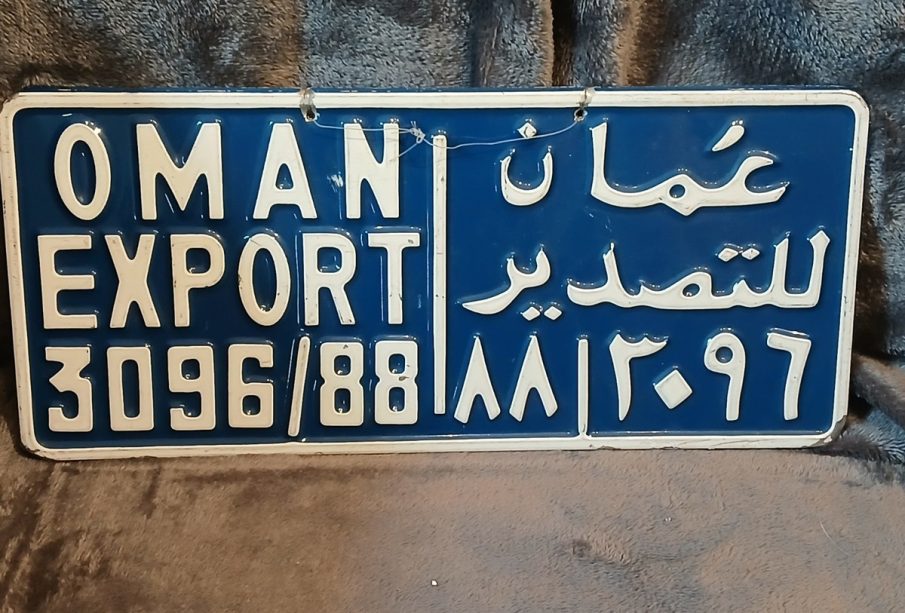 OMAN
EXPORT
3096/88
عمان
للتصدير
٣٠٩٦ | ٨٨